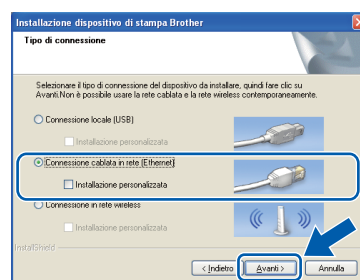 Installazione dispositivo di stampa Brother
Tipo di connessione
Selezionare il tipo di connessione del dispositivo da installare, quindi fare clic su
Avanti.Non è possibile usare la rete cablata e la rete wireless contemporaneamente.
Connessione locale (USB)
Installazione personalizzata
Connessione cablata in rete (Ethernet)
Installazione personalizzata
Connessione in rete wireless
Installazione personalizzata
InstallShield
< Indietro Avanti > Annulla